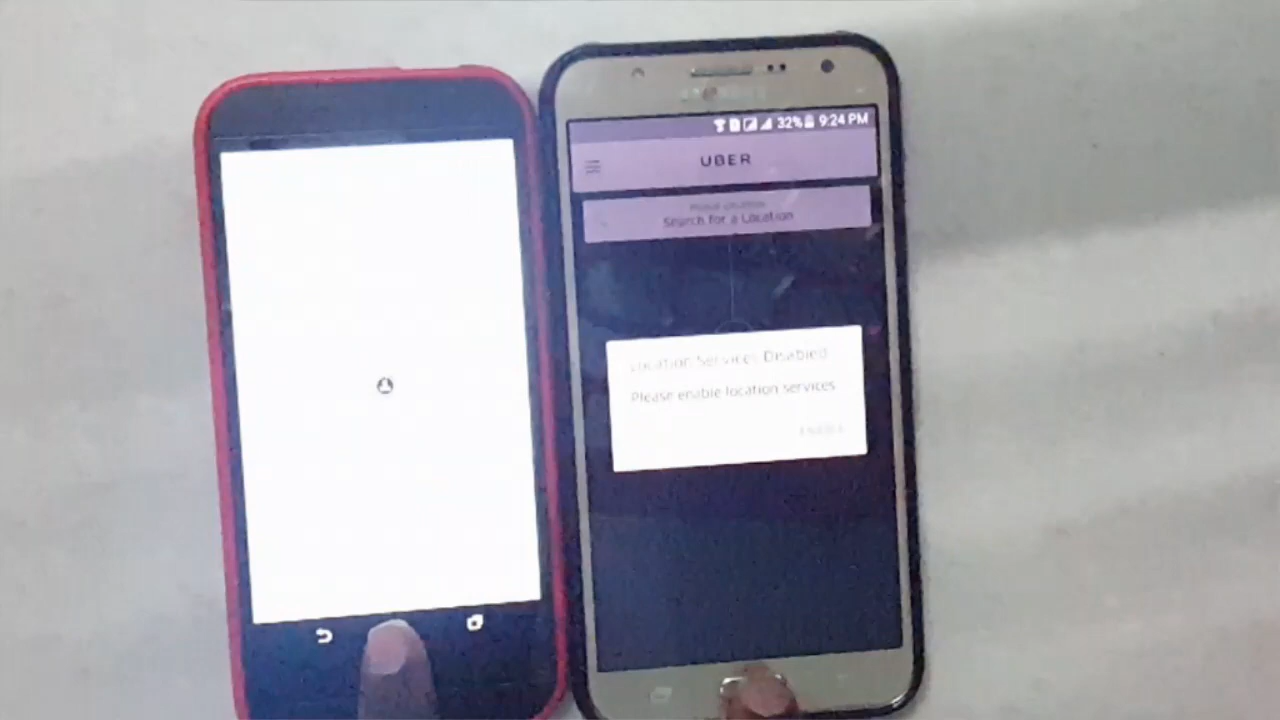 32% 9:24 PM
UBER
Search for a Location
Location Services Disabled
Please enable location services